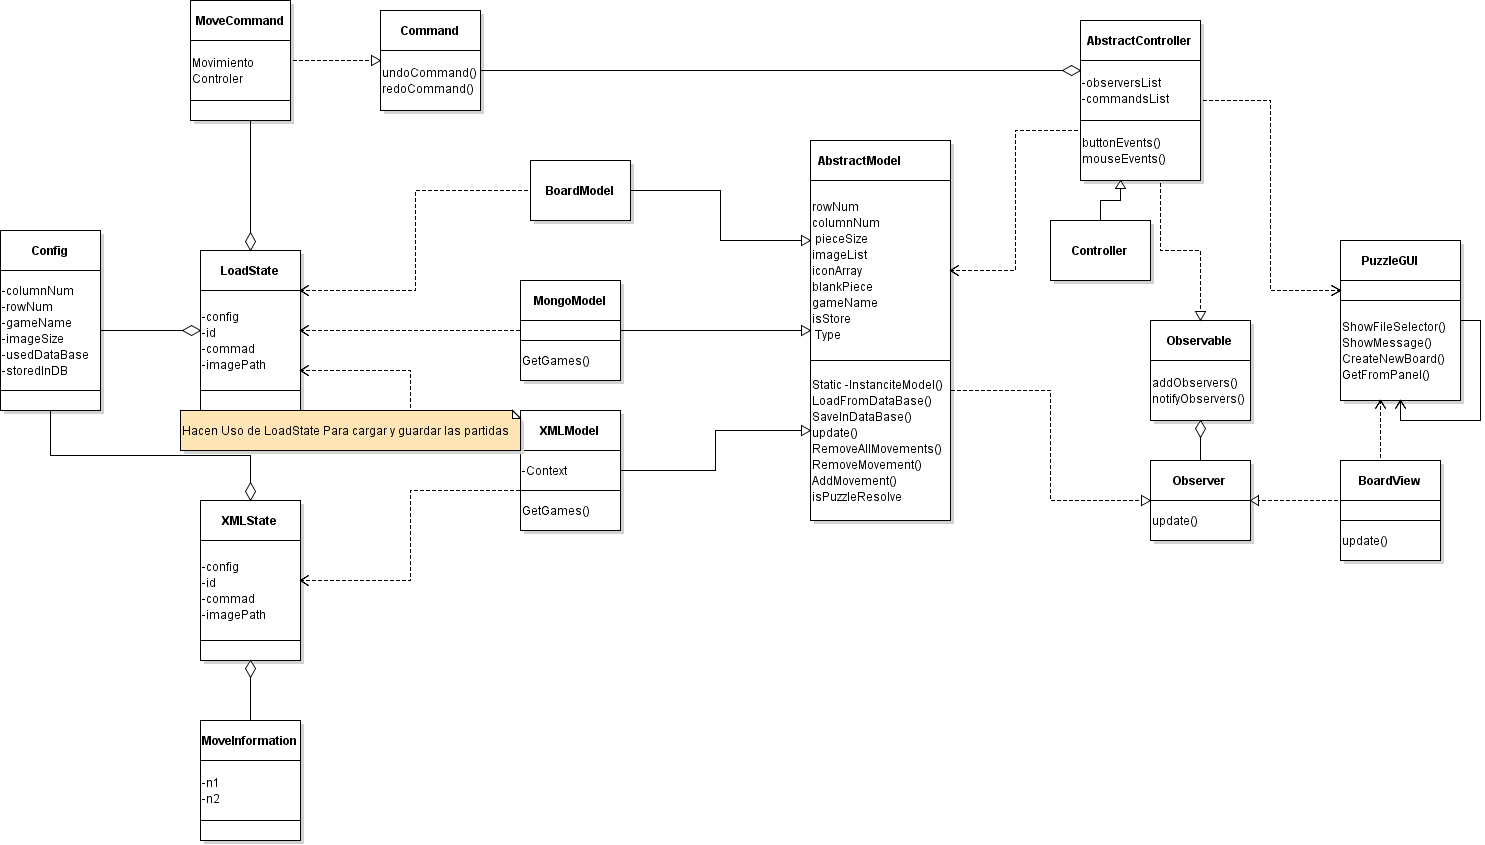 MoveCommand
Movimiento
Controler
Command
undoCommand()
redoCommand()
AbstractController
-observersList
-commandsList
buttonEvents()
mouseEvents()
BoardModel
AbstractModel
rowNum
columnNum
pieceSize
imageList
iconArray
blankPiece
gameName
isStore
Type
Static -InstanciteModel()
LoadFromDataBase()
SaveInDataBase()
update()
RemoveAllMovements()
RemoveMovement()
AddMovement()
isPuzzleResolve
Controller
Config
-columnNum
-rowNum
-gameName
-imageSize
-usedDataBase
-storedInDB
LoadState
-config
-id
-commad
-imagePath
MongoModel
GetGames()
PuzzleGUI
ShowFileSelector()
ShowMessage()
CreateNewBoard()
GetFromPanel()
Observable
addObservers()
notifyObservers()
Hacen Uso de LoadState Para cargar y guardar las partidas
XMLModel
-Context
GetGames()
Observer
update()
BoardView
update()
XMLState
-config
-id
-commad
-imagePath
MoveInformation
-n1
-n2